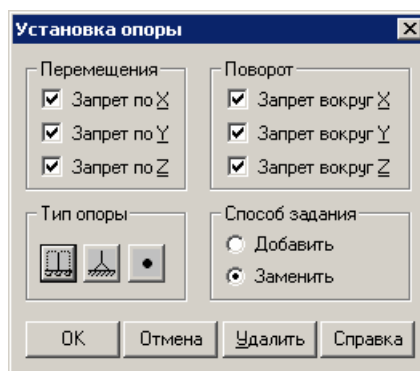 Установка опоры
Перемещения
Запрет по X
Запрет по Y
Запрет по Z
Поворот
Запрет вокруг X
Запрет вокруг Y
Запрет вокруг Z
Тип опоры
Способ задания
Добавить
Заменить
ОК Отмена Удалить Справка